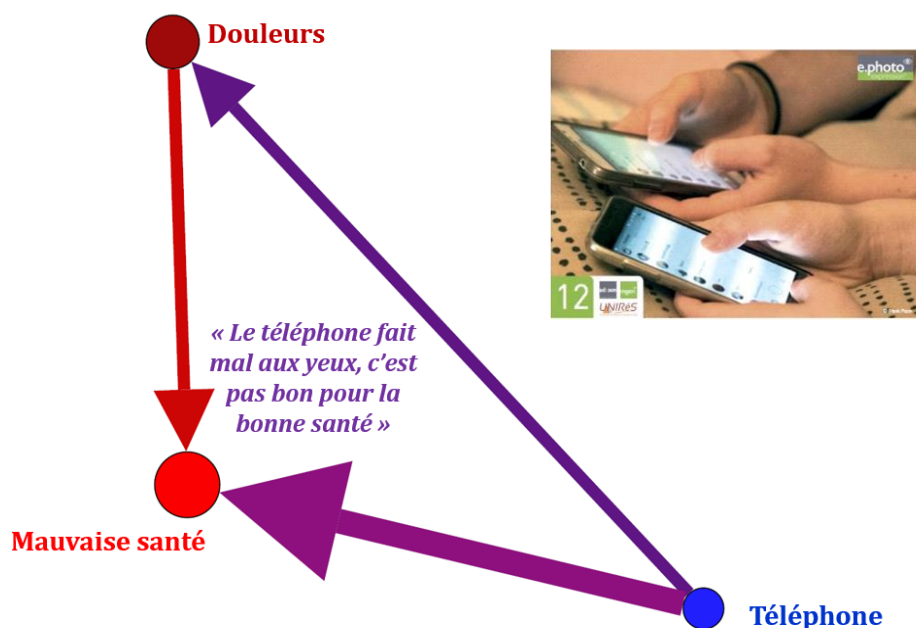 Douleurs
e.photo®
expression
« Le téléphone fait
mal aux yeux, c’est
pas bon pour la
bonne santé »
12
UNIRéS
Mauvaise santé
Téléphone